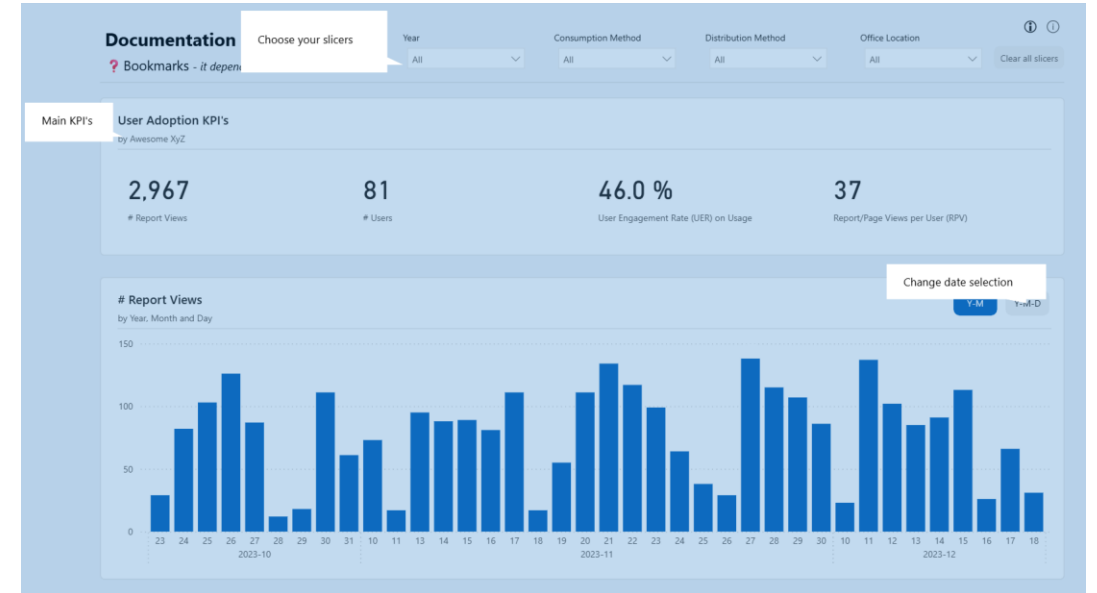 Documentation
Choose your slicers
Year
Consumption Method
Distribution Method
Office Location
All
All
All
All
Clear all slicers
❓ Bookmarks - it depen
Main KPI's
User Adoption KPI's
by Awesome XyZ
2,967
81
46.0 %
37
# Report Views
# Users
User Engagement Rate (UER) on Usage
Report/Page Views per User (RPV)
Change date selection
# Report Views
Y-M
Y-M-D
by Year, Month and Day
150
100
50
0
23 24 25 26 27 28 29 30 31 10 11 13 14 15 16 17 18 19 20 21 22 23 24 25 26 27 28 29 30 10 11 12 13 14 15 16 17 18
2023-10 2023-11 2023-12